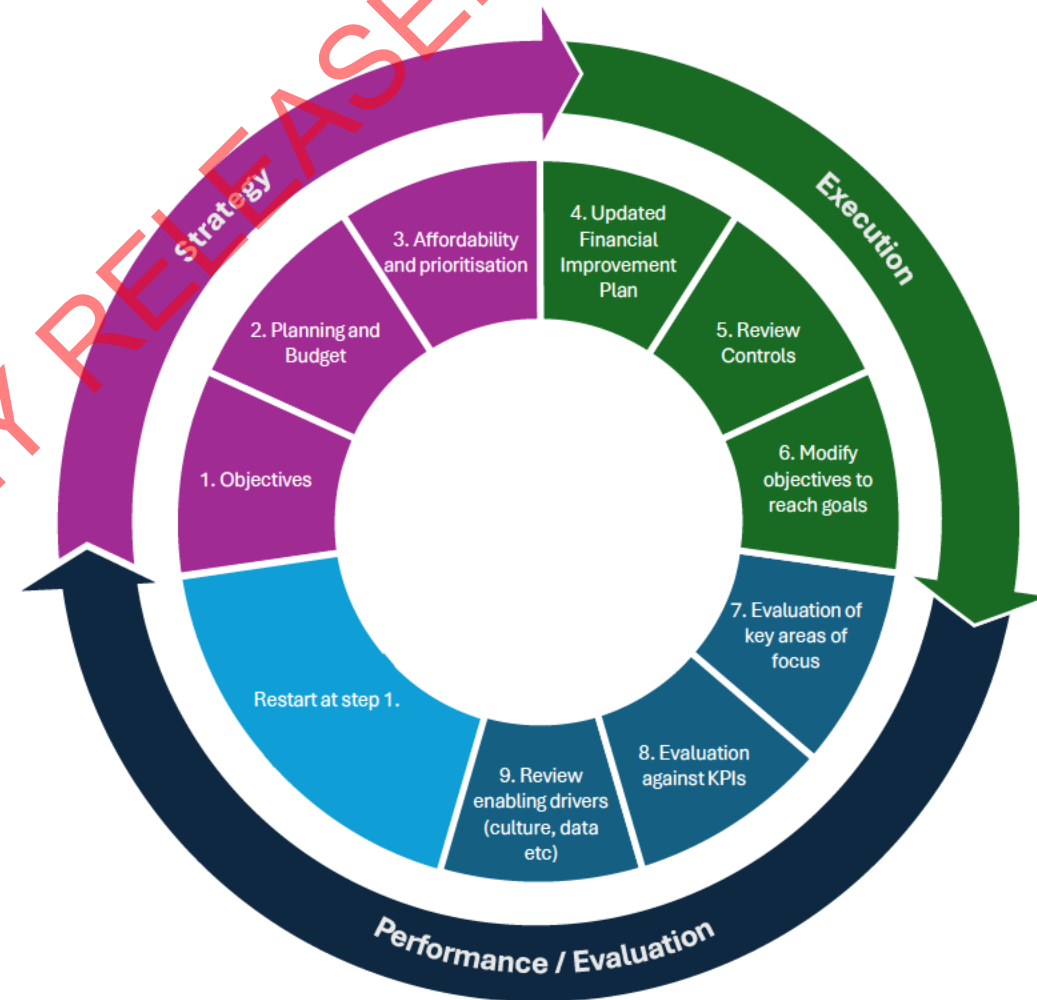 Strategy
Execution
Performance / Evaluation
1. Objectives
2. Planning and
Budget
3. Affordability
and prioritisation
4. Updated
Financial
Improvement
Plan
5. Review
Controls
6. Modify
objectives to
reach goals
7. Evaluation of
key areas of
focus
8. Evaluation
against KPIs
9. Review
enabling drivers
(culture, data
etc)
Restart at step 1.